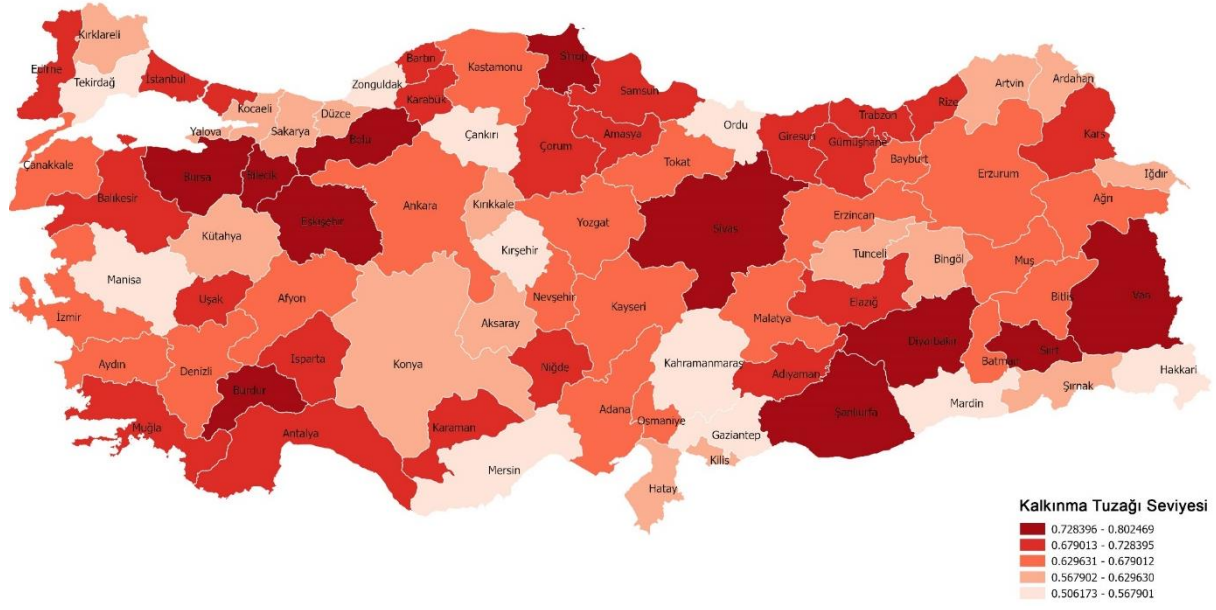 Kırklareli
Edirne
Tekirdağ
İstanbul
Kocaeli
Yalova
Sakarya
Düzce
Zonguldak
Bartın
Karabük
Kastamonu
Sinop
Samsun
Çankırı
Çorum
Amasya
Tokat
Ordu
Giresun
Gümüşhane
Trabzon
Rize
Bayburt
Artvin
Ardahan
Kars
Iğdır
Erzurum
Ağrı
Çanakkale
Balıkesir
Bursa
Bilecik
Bolu
Eskişehir
Ankara
Kırıkkale
Kırşehir
Yozgat
Sivas
Erzincan
Tunceli
Bingöl
Muş
Bitlis
Van
Kütahya
Manisa
Uşak
İzmir
Afyon
Aydın
Denizli
Isparta
Burdur
Muğla
Antalya
Konya
Aksaray
Nevşehir
Kayseri
Niğde
Karaman
Mersin
Adana
Osmaniye
Hatay
Kilis
Gaziantep
Kahramanmaraş
Malatya
Elazığ
Adıyaman
Şanlıurfa
Diyarbakır
Batman
Siirt
Mardin
Şırnak
Hakkari
Kalkınma Tuzağı Seviyesi
0.728396 - 0.802469
0.679013 - 0.728395
0.629631 - 0.679012
0.567902 - 0.629630
0.506173 - 0.567901